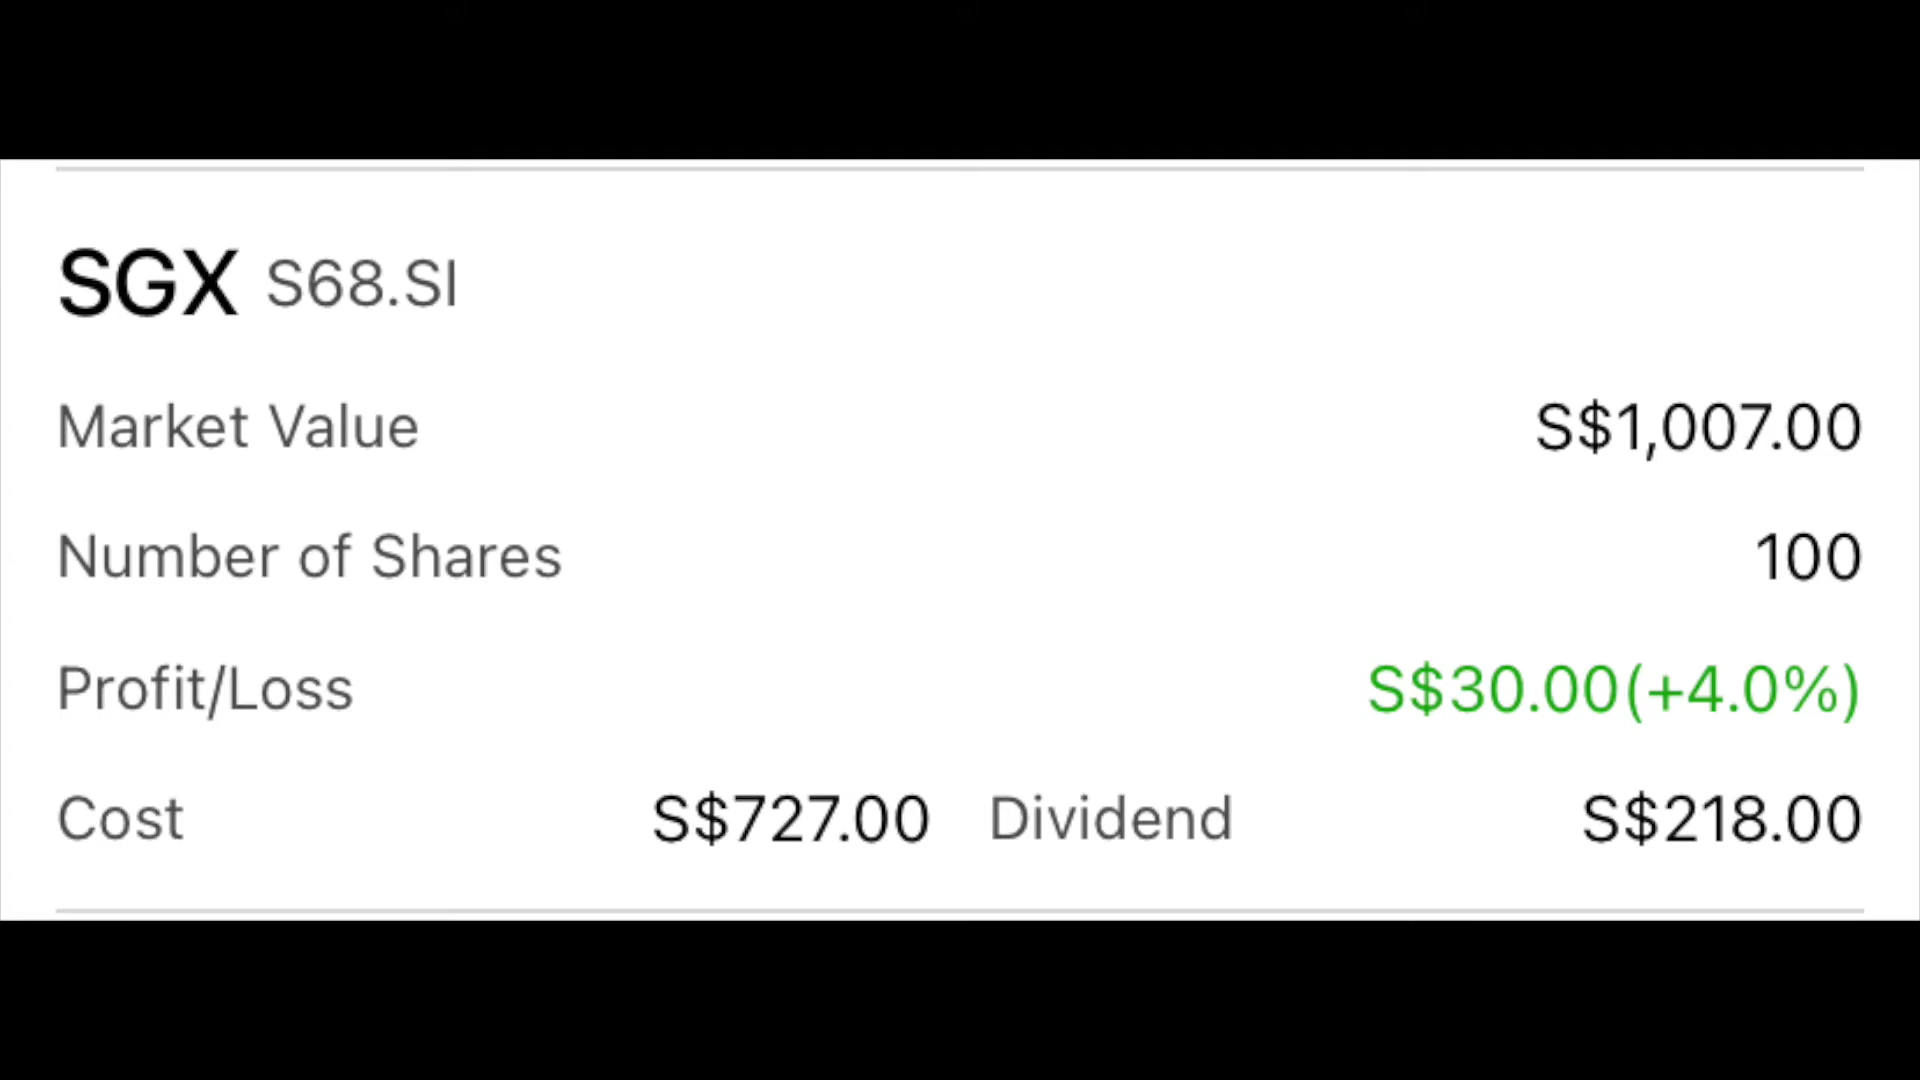 SGX S68.SI
Market Value S$1,007.00
Number of Shares 100
Profit/Loss S$30.00(+4.0%)
Cost S$727.00 Dividend S$218.00